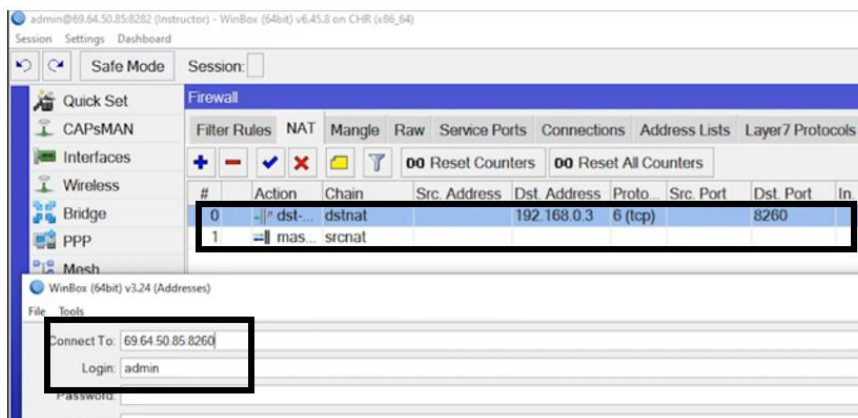 admin@69.64.50.85:8282 (Instructor) - WinBox (64bit) v6.45.8 on CHR (x86_64)
Session Settings Dashboard
Safe Mode Session:
Quick Set
CAPsMAN
Interfaces
Wireless
Bridge
PPP
Mesh
Firewall
Filter Rules NAT Mangle Raw Service Ports Connections Address Lists Layer7 Protocols
00 Reset Counters 00 Reset All Counters
# Action Chain Src. Address Dst. Address Proto... Src. Port Dst. Port In.
0 dst-... dstnat 192.168.0.3 6 (tcp) 8260
1 mas... srcnat
WinBox (64bit) v3.24 (Addresses)
File Tools
Connect To: 69.64.50.85:8260
Login: admin
Password: